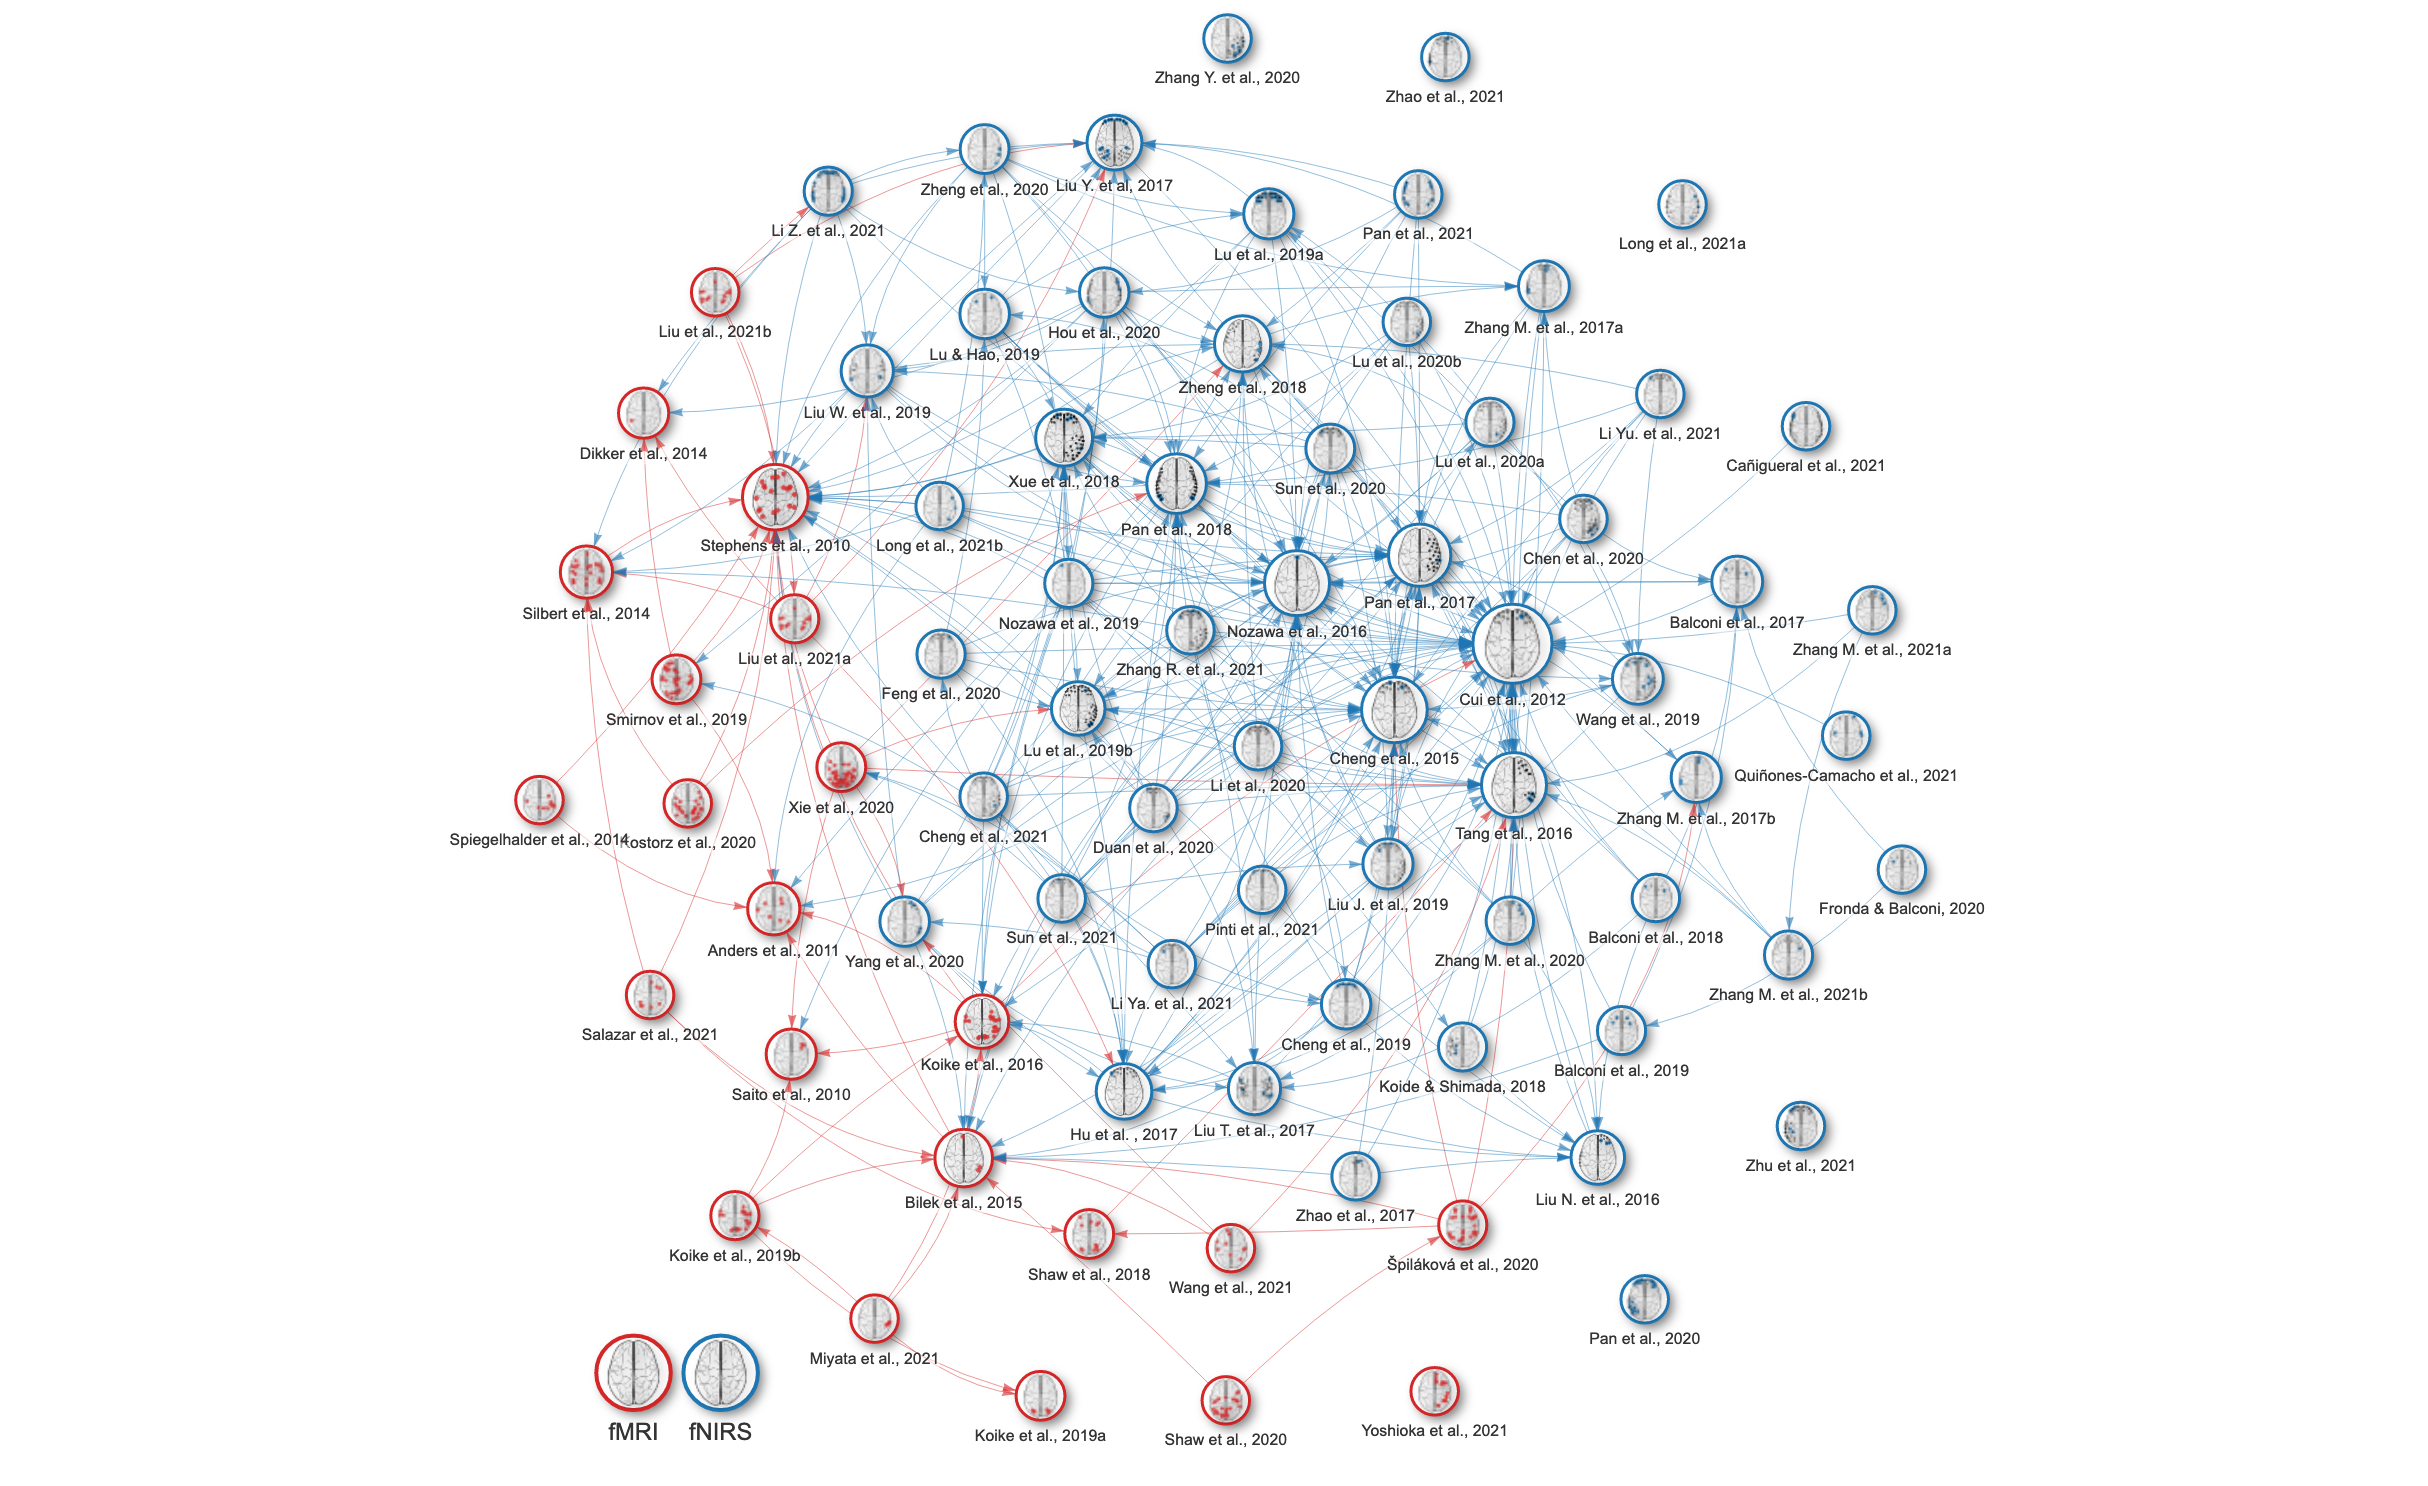 Zhang Y. et al., 2020
Zhao et al., 2021
Zheng et al., 2020
Liu Y. et al, 2017
Li Z. et al., 2021
Lu et al., 2019a
Pan et al., 2021
Long et al., 2021a
Liu et al., 2021b
Lu & Hao, 2019
Hou et al., 2020
Zhang M. et al., 2017a
Lu et al., 2020b
Zheng et al., 2018
Liu W. et al., 2019
Li Yu. et al., 2021
Dikker et al., 2014
Xue et al., 2018
Sun et al., 2020
Lu et al., 2020a
Cañigueral et al., 2021
Stephens et al., 2010
Long et al., 2021b
Pan et al., 2018
Chen et al., 2020
Silbert et al., 2014
Nozawa et al., 2019
Nozawa et al., 2016
Pan et al., 2017
Balconi et al., 2017
Zhang M. et al., 2021a
Liu et al., 2021a
Zhang R. et al., 2021
Feng et al., 2020
Cui et al., 2012
Smirnov et al., 2019
Wang et al., 2019
Lu et al., 2019b
Cheng et al., 2015
Li et al., 2020
Quiñones-Camacho et al., 2021
Xie et al., 2020
Zhang M. et al., 2017b
Spiegelhalder et al., 2014
Kostorz et al., 2020
Cheng et al., 2021
Duan et al., 2020
Tang et al., 2016
Anders et al., 2011
Yang et al., 2020
Sun et al., 2021
Pinti et al., 2021
Liu J. et al., 2019
Fronda & Balconi, 2020
Balconi et al., 2018
Zhang M. et al., 2020
Li Ya. et al., 2021
Zhang M. et al., 2021b
Salazar et al., 2021
Cheng et al., 2019
Koike et al., 2016
Saito et al., 2010
Koide & Shimada, 2018
Balconi et al., 2019
Hu et al. , 2017
Liu T. et al., 2017
Zhu et al., 2021
Bilek et al., 2015
Liu N. et al., 2016
Zhao et al., 2017
Koike et al., 2019b
Shaw et al., 2018
Wang et al., 2021
Špiláková et al., 2020
Pan et al., 2020
Miyata et al., 2021
fMRI
fNIRS
Koike et al., 2019a
Shaw et al., 2020
Yoshioka et al., 2021